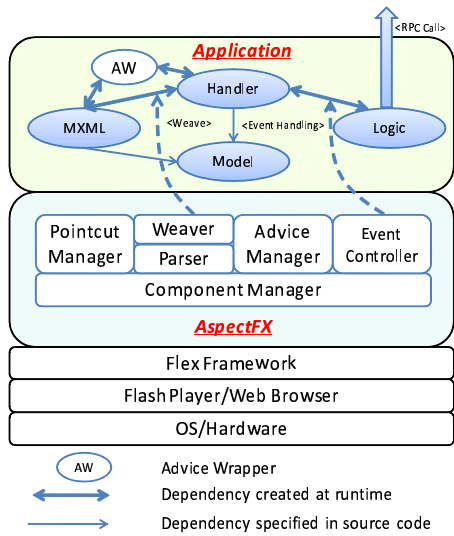 <RPC Call>
Application
AW
Handler
MXML
<Weave>
<Event Handling>
Logic
Model
Pointcut
Manager
Weaver
Parser
Advice
Manager
Event
Controller
Component Manager
AspectFX
Flex Framework
Flash Player/Web Browser
OS/Hardware
AW
Advice Wrapper
Dependency created at runtime
Dependency specified in source code